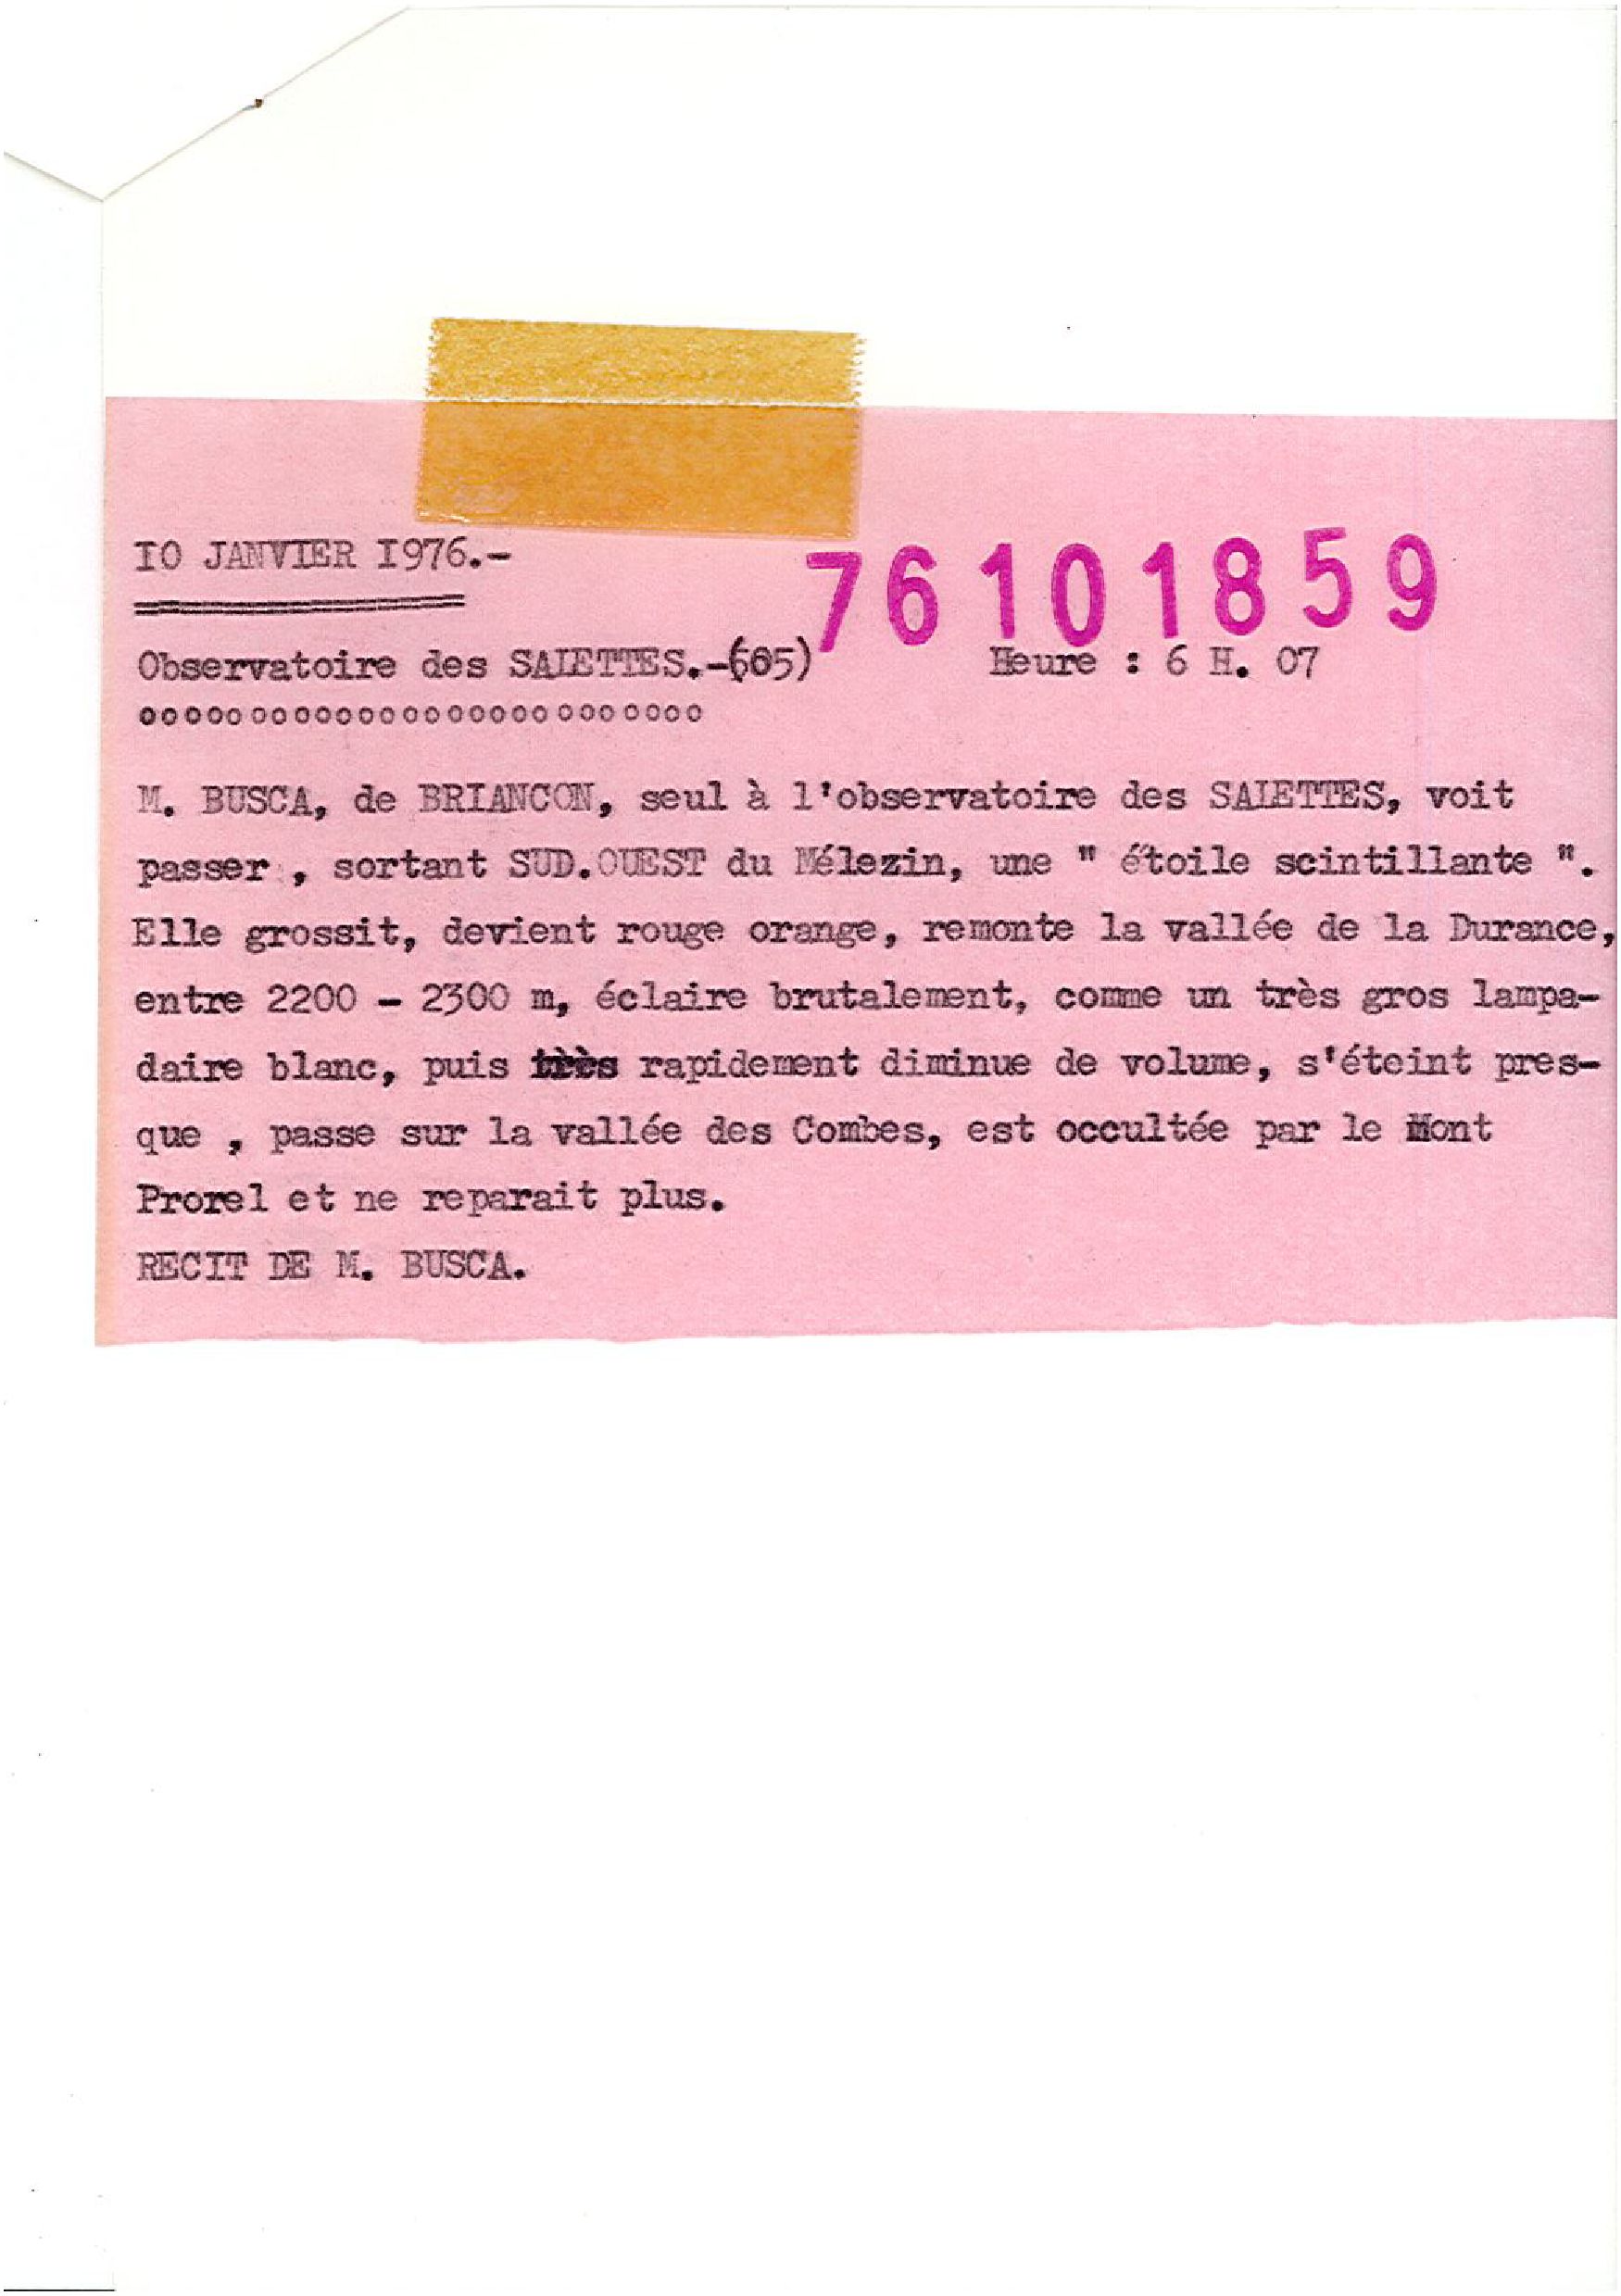 10 JANVIER 1976.-
76101859
Observatoire des SAIETTES.-(605) Heure : 6 H. 07
oooooooooooooooooooooooooo
M. BUSCA, de BRIANCON, seul à l'observatoire des SAIETTES, voit
passer , sortant SUD.OUEST du Mélezin, une " étoile scintillante ".
Elle grossit, devient rouge orange, remonte la vallée de la Durance,
entre 2200 - 2300 m, éclaire brutalement, comme un très gros lampa-
daire blanc, puis très rapidement diminue de volume, s'éteint pres-
que , passe sur la vallée des Combes, est occultée par le Mont
Prorel et ne reparait plus.
RECIT DE M. BUSCA.